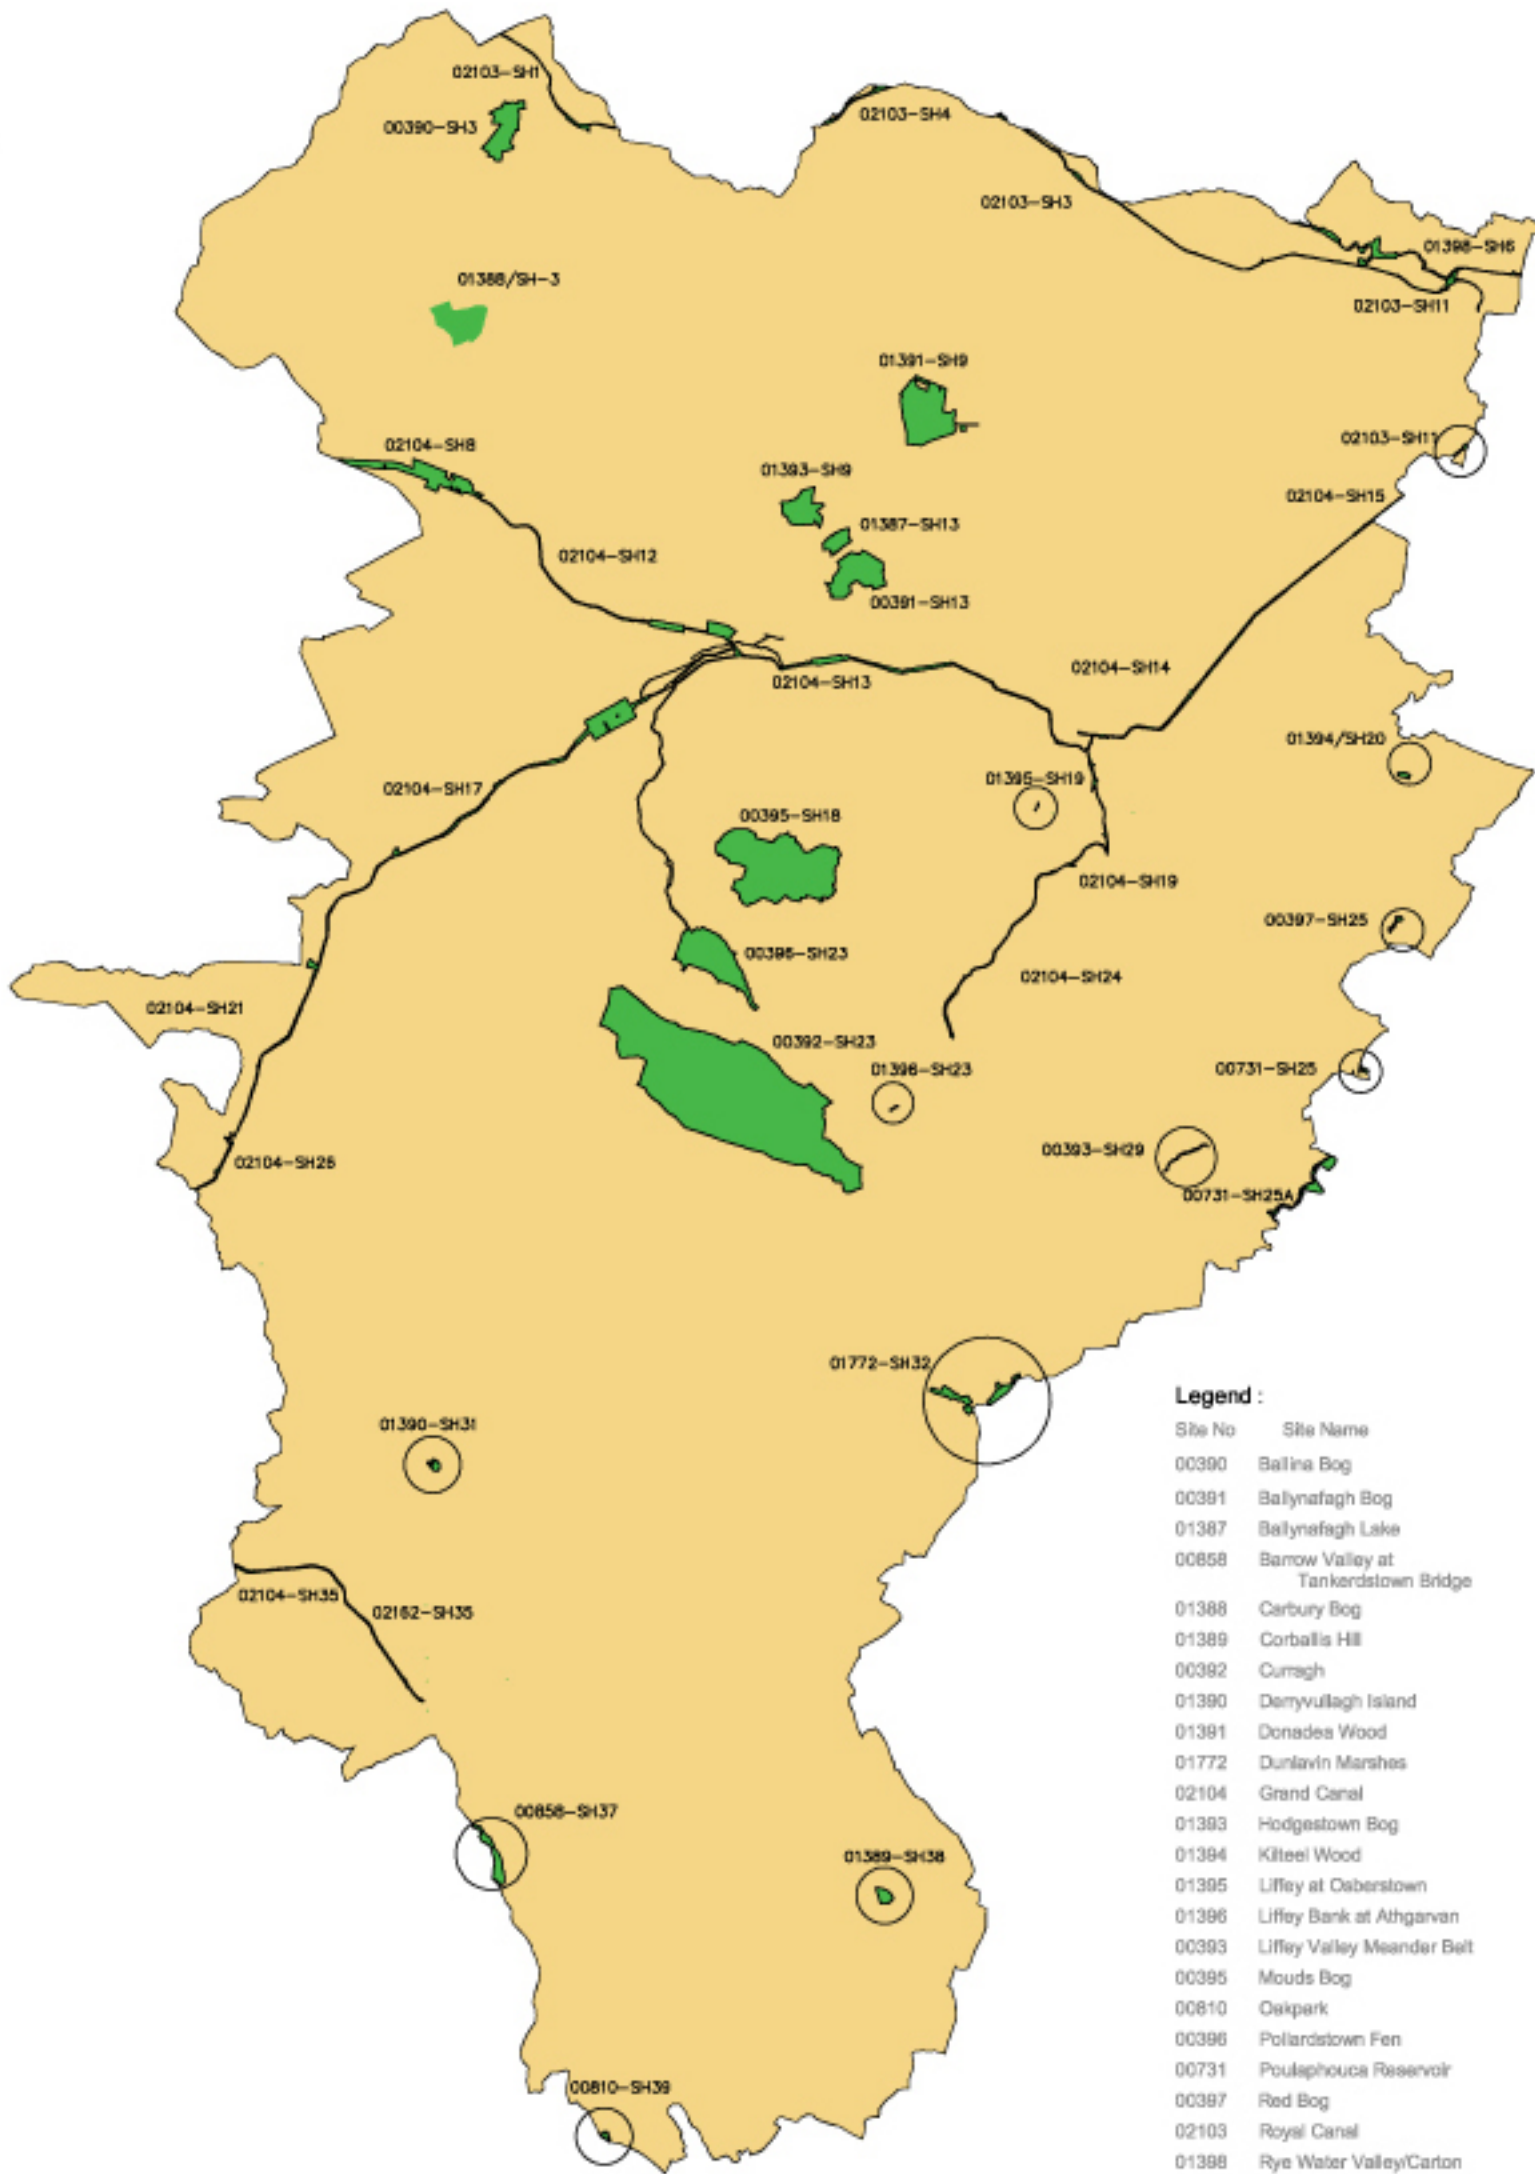 02103-SH1
00390-SH3
02103-SH4
02103-SH3
01398-SH6
01388/SH-3
02103-SH11
01391-SH9
02104-SH8
02103-SH11
01393-SH9
02104-SH15
01387-SH13
02104-SH12
00391-SH13
02104-SH14
02104-SH13
01394/SH20
01395-SH19
02104-SH17
00395-SH18
02104-SH19
00397-SH25
00396-SH23
02104-SH24
02104-SH21
00392-SH23
01396-SH23
00731-SH25
00393-SH29
02104-SH26
00731-SH25A
01772-SH32
01390-SH31
02104-SH35
02162-SH35
00858-SH37
01389-SH38
00810-SH39
Legend :
Site No Site Name
00390 Ballina Bog
00391 Ballynafagh Bog
01387 Ballynafagh Lake
00858 Barrow Valley at
Tankerdstown Bridge
01388 Carbury Bog
01389 Corballis Hill
00392 Curragh
01390 Derryvullagh Island
01391 Donadea Wood
01772 Dunlavin Marshes
02104 Grand Canal
01393 Hodgestown Bog
01394 Kilteel Wood
01395 Liffey at Osberstown
01396 Liffey Bank at Athgarvan
00393 Liffey Valley Meander Belt
00395 Mouds Bog
00810 Oakpark
00396 Pollardstown Fen
00731 Poulaphouca Reservoir
00397 Red Bog
02103 Royal Canal
01398 Rye Water Valley/Carton